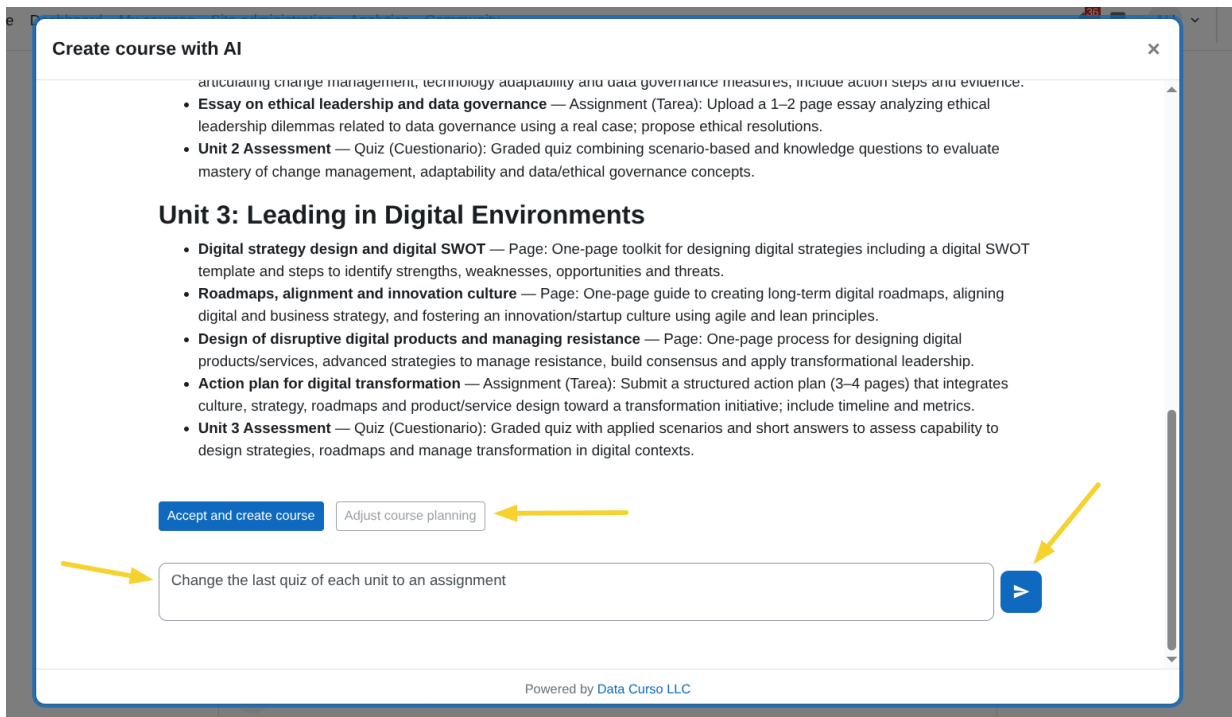 Create course with AI
×
articulating change management, technology adaptability and data governance measures; include action steps and evidence.
• Essay on ethical leadership and data governance — Assignment (Tarea): Upload a 1–2 page essay analyzing ethical
leadership dilemmas related to data governance using a real case; propose ethical resolutions.
• Unit 2 Assessment — Quiz (Cuestionario): Graded quiz combining scenario-based and knowledge questions to evaluate
mastery of change management, adaptability and data/ethical governance concepts.
Unit 3: Leading in Digital Environments
• Digital strategy design and digital SWOT — Page: One-page toolkit for designing digital strategies including a digital SWOT
template and steps to identify strengths, weaknesses, opportunities and threats.
• Roadmaps, alignment and innovation culture — Page: One-page guide to creating long-term digital roadmaps, aligning
digital and business strategy, and fostering an innovation/startup culture using agile and lean principles.
• Design of disruptive digital products and managing resistance — Page: One-page process for designing digital
products/services, advanced strategies to manage resistance, build consensus and apply transformational leadership.
• Action plan for digital transformation — Assignment (Tarea): Submit a structured action plan (3–4 pages) that integrates
culture, strategy, roadmaps and product/service design toward a transformation initiative; include timeline and metrics.
• Unit 3 Assessment — Quiz (Cuestionario): Graded quiz with applied scenarios and short answers to assess capability to
design strategies, roadmaps and manage transformation in digital contexts.
Accept and create course
Adjust course planning
Change the last quiz of each unit to an assignment
Powered by Data Curso LLC